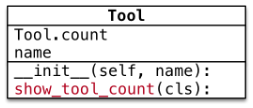 Tool
Tool.count
name
__init__(self, name):
show_tool_count(cls):